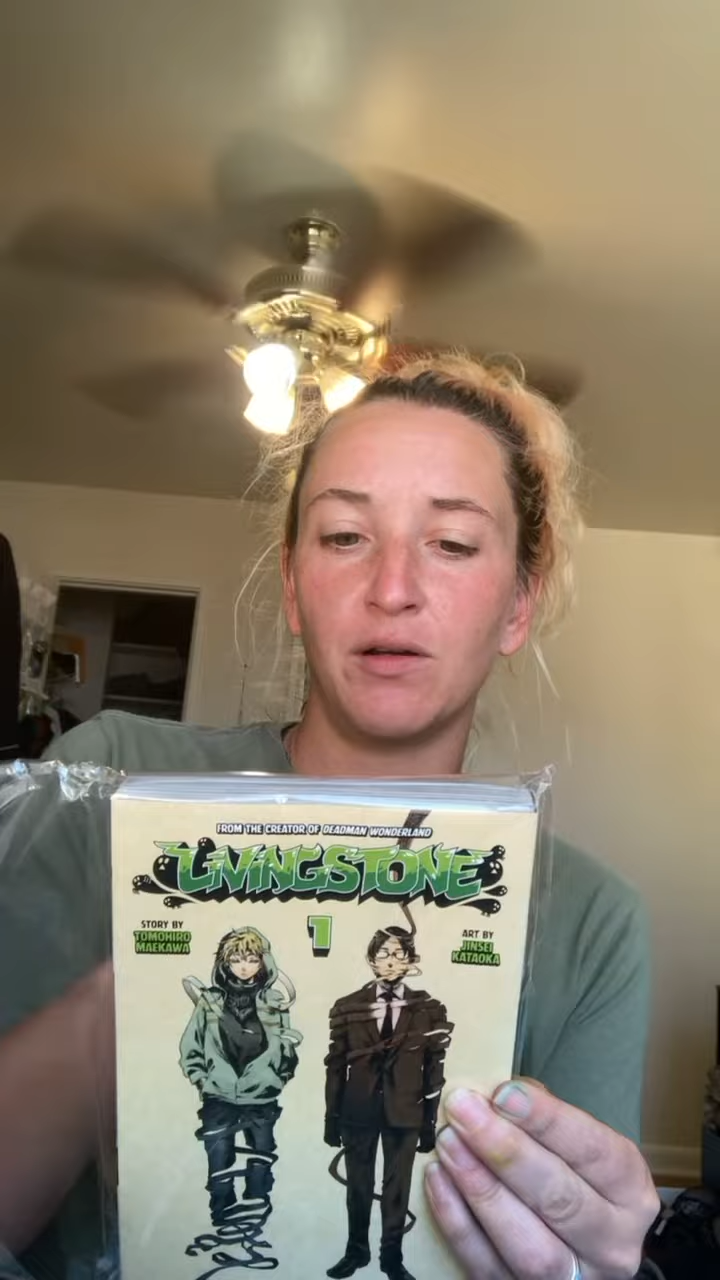 FROM THE CREATOR OF DEADMAN WONDERLAND
LIVINGSTONE
1
STORY BY
TOMOHIRO
MAEKAWA
ART BY
JINSEI
KATAOKA